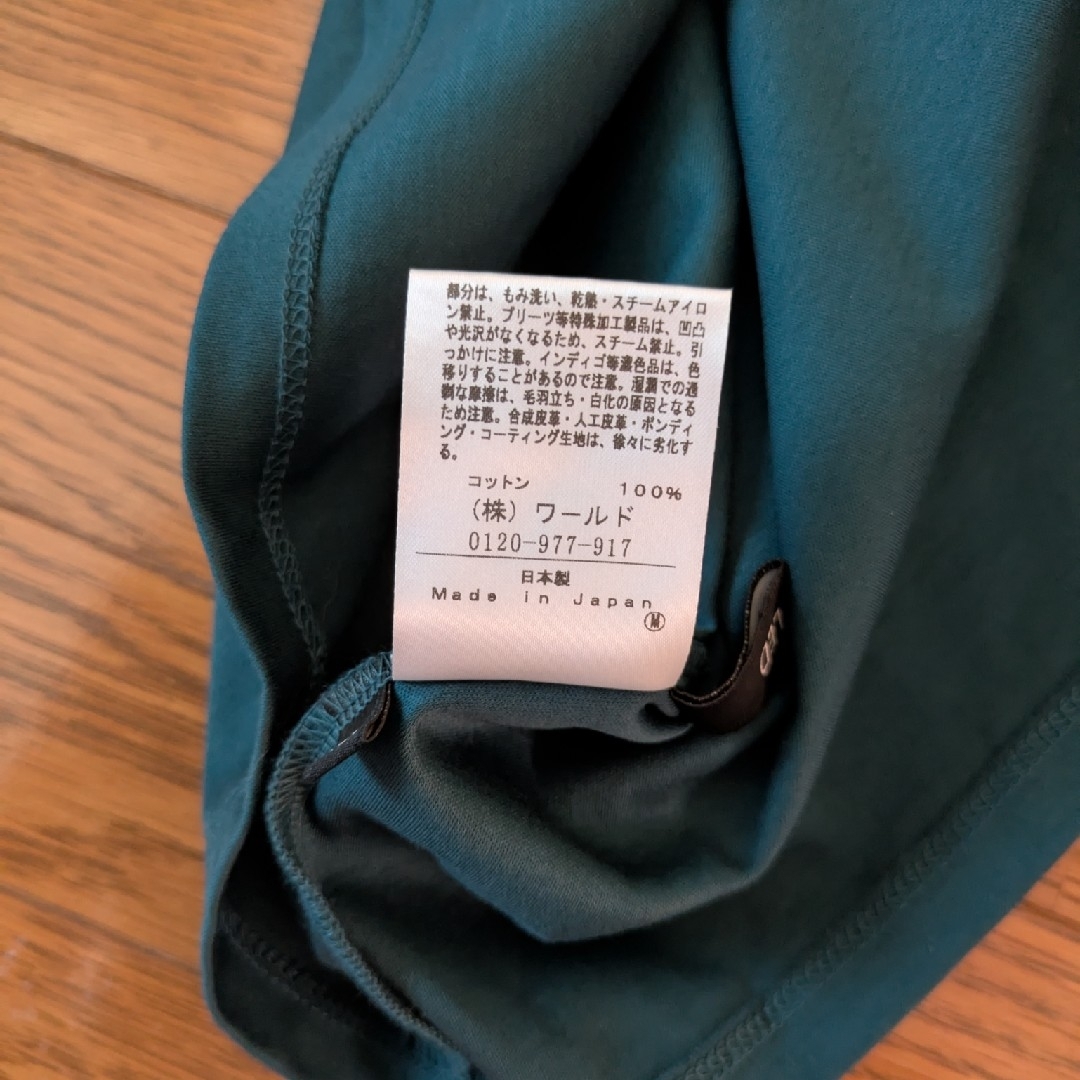 部分は、もみ洗い、乾熱・スチームアイロ
ン禁止。プリーツ等特殊加工製品は、凹凸
や光沢がなくなるため、スチーム禁止。引
っかけに注意。インディゴ等濃色品は、色
移りすることがあるので注意。湿潤での過
剰な摩擦は、毛羽立ち・白化の原因となる
ため注意。合成皮革・人工皮革・ボンディ
ング・コーティング生地は、徐々に劣化す
る。
コットン 100%
(株)ワールド
0120-977-917
日本製
Made in Japan
Ⓜ